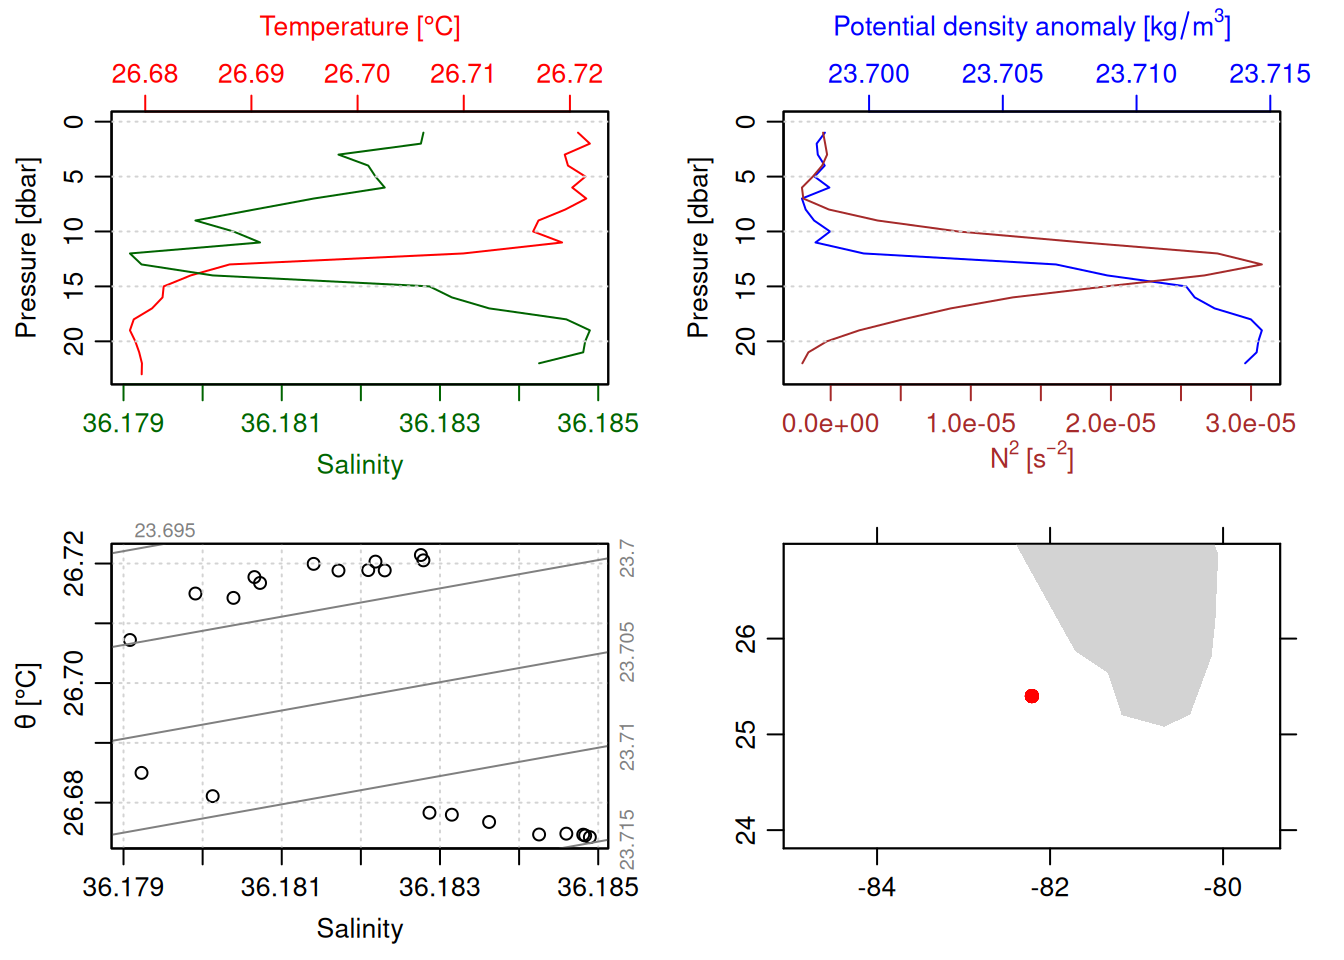 Temperature [°C]
26.68 26.69 26.70 26.71 26.72
Pressure [dbar]
0 5 10 15 20
36.179 36.181 36.183 36.185
Salinity
Potential density anomaly [kg/m³]
23.700 23.705 23.710 23.715
Pressure [dbar]
0 5 10 15 20
0.0e+00 1.0e-05 2.0e-05 3.0e-05
N² [s⁻²]
23.695
23.7
23.705
23.71
23.715
θ [°C]
26.72 26.70 26.68
36.179 36.181 36.183 36.185
Salinity
26 25 24
-84 -82 -80